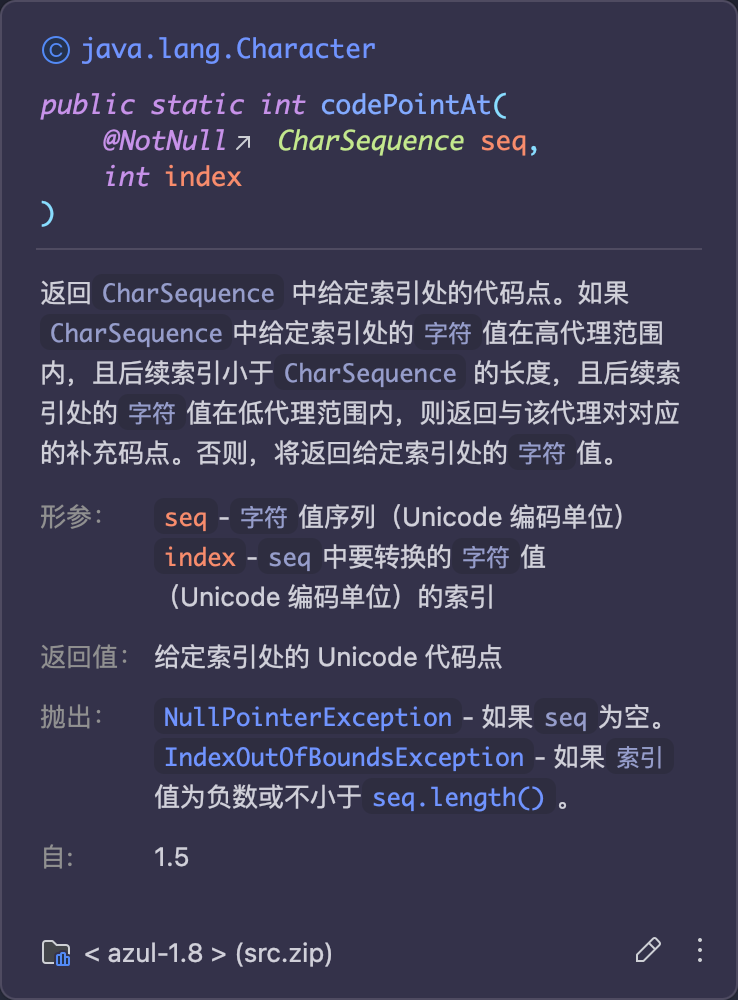 java.lang.Character
public static int codePointAt(
@NotNull↗ CharSequence seq,
int index
)
返回 CharSequence 中给定索引处的代码点。如果
CharSequence 中给定索引处的 字符 值在高代理范围
内，且后续索引小于 CharSequence 的长度，且后续索
引处的 字符 值在低代理范围内，则返回与该代理对对应
的补充码点。否则，将返回给定索引处的 字符 值。
形参： seq - 字符 值序列（Unicode 编码单位）
index - seq 中要转换的 字符 值
（Unicode 编码单位）的索引
返回值： 给定索引处的 Unicode 代码点
抛出： NullPointerException - 如果 seq 为空。
IndexOutOfBoundsException - 如果 索引
值为负数或不小于 seq.length() 。
自: 1.5
< azul-1.8 > (src.zip)